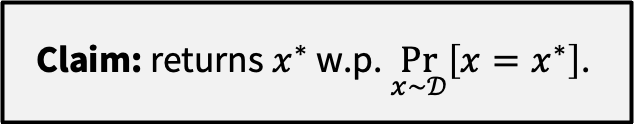 Claim: returns x* w.p. Pr_{x∼𝒟}[x = x*].